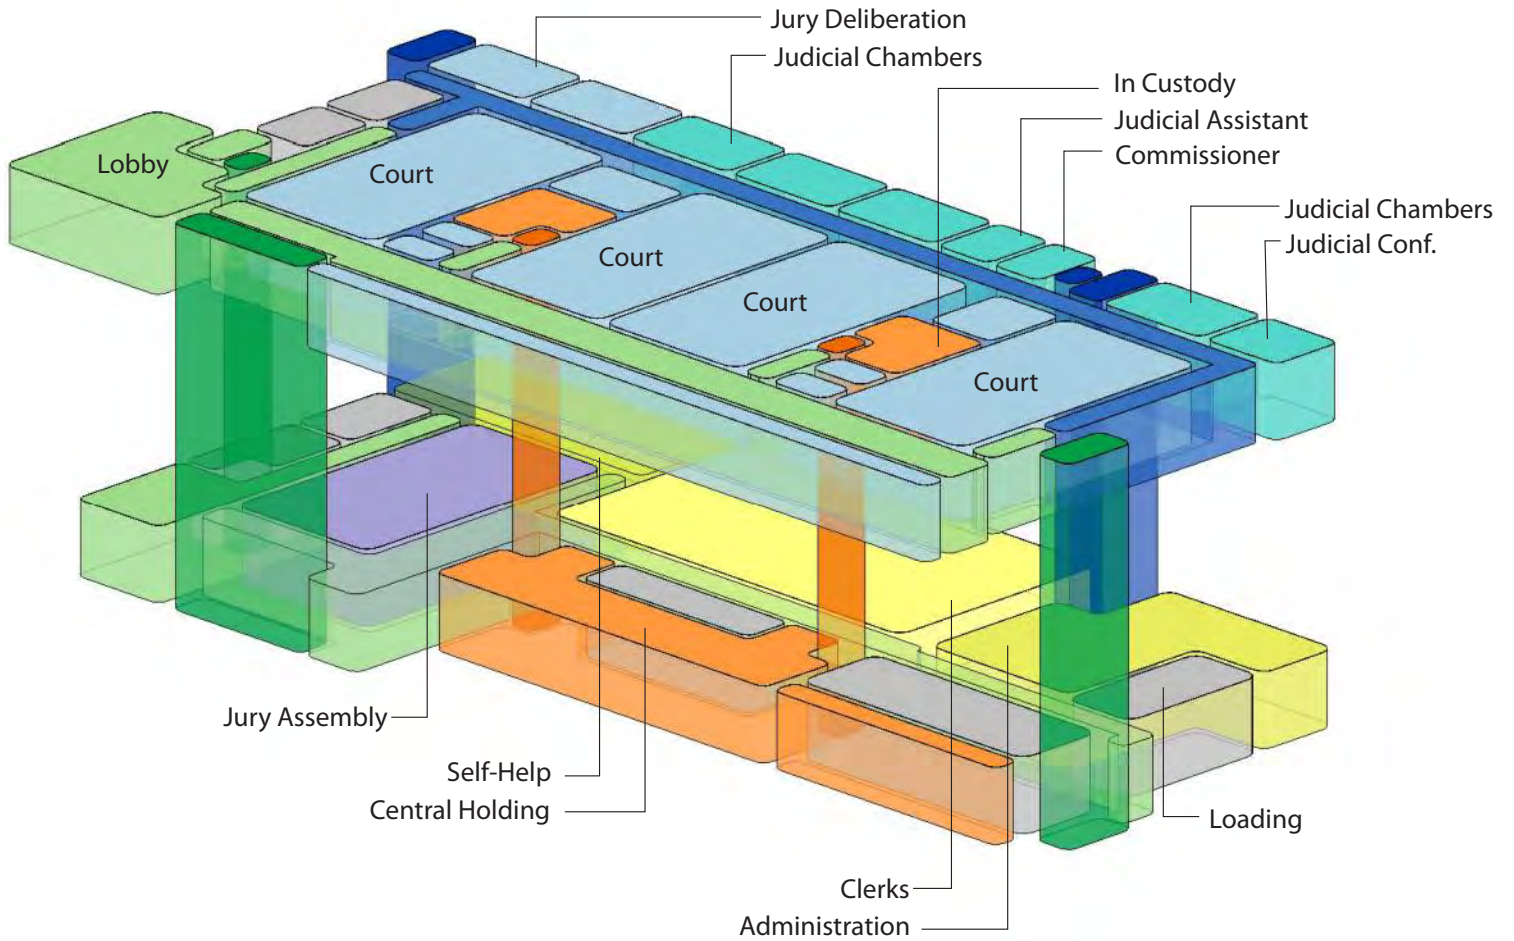 Jury Deliberation
Judicial Chambers
In Custody
Judicial Assistant
Commissioner
Lobby
Court
Judicial Chambers
Judicial Conf.
Court
Court
Court
Jury Assembly
Self-Help
Central Holding
Loading
Clerks
Administration